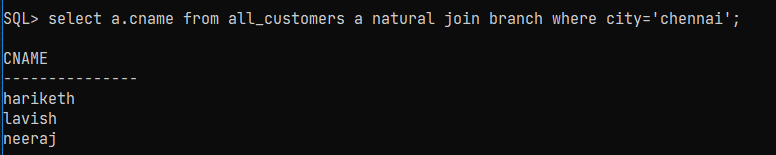 SQL> select a.cname from all_customers a natural join branch where city='chennai';
CNAME
---------------
hariketh
lavish
neeraj